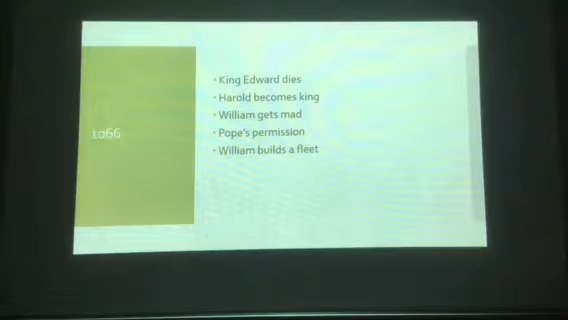 1066
· King Edward dies
· Harold becomes king
· William gets mad
· Pope's permission
· William builds a fleet